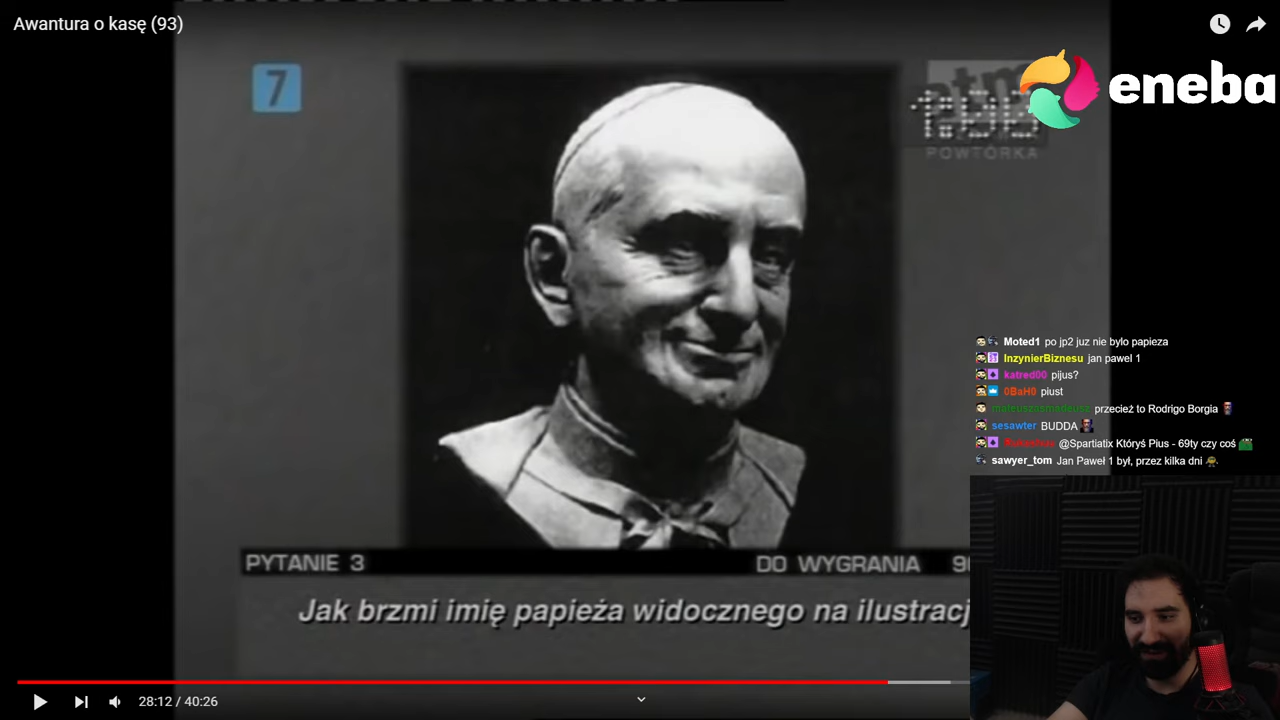 Awantura o kasę (93)
7
eneba
POWTÓRKA
Moted1 po jp2 juz nie bylo papieza
InzynierBiznesu jan pawel 1
katred00 pijus?
0BaH0 piust
przecież to Rodrigo Borgia
sesawter BUDDA
@Spartiatix Któryś Pius - 69ty czy coś
sawyer_tom Jan Paweł 1 był, przez kilka dni
PYTANIE 3
DO WYGRANIA
Jak brzmi imię papieża widocznego na ilustracj
28:12 / 40:26